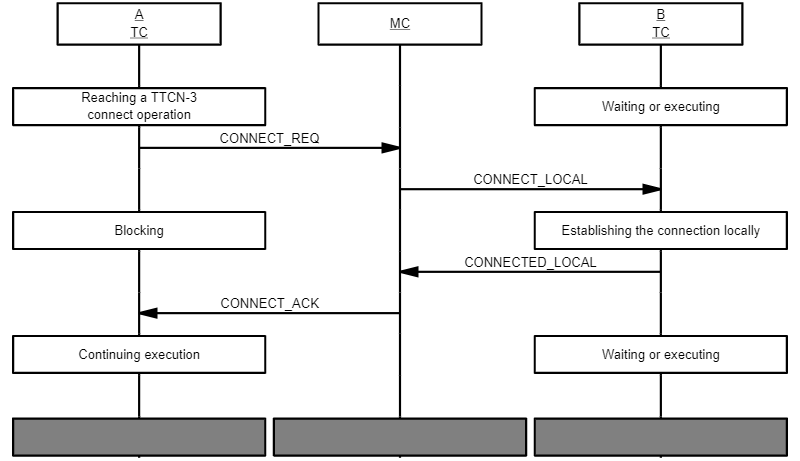 A
TC
MC
B
TC
Reaching a TTCN-3
connect operation
Waiting or executing
CONNECT_REQ
CONNECT_LOCAL
Blocking
Establishing the connection locally
CONNECTED_LOCAL
CONNECT_ACK
Continuing execution
Waiting or executing